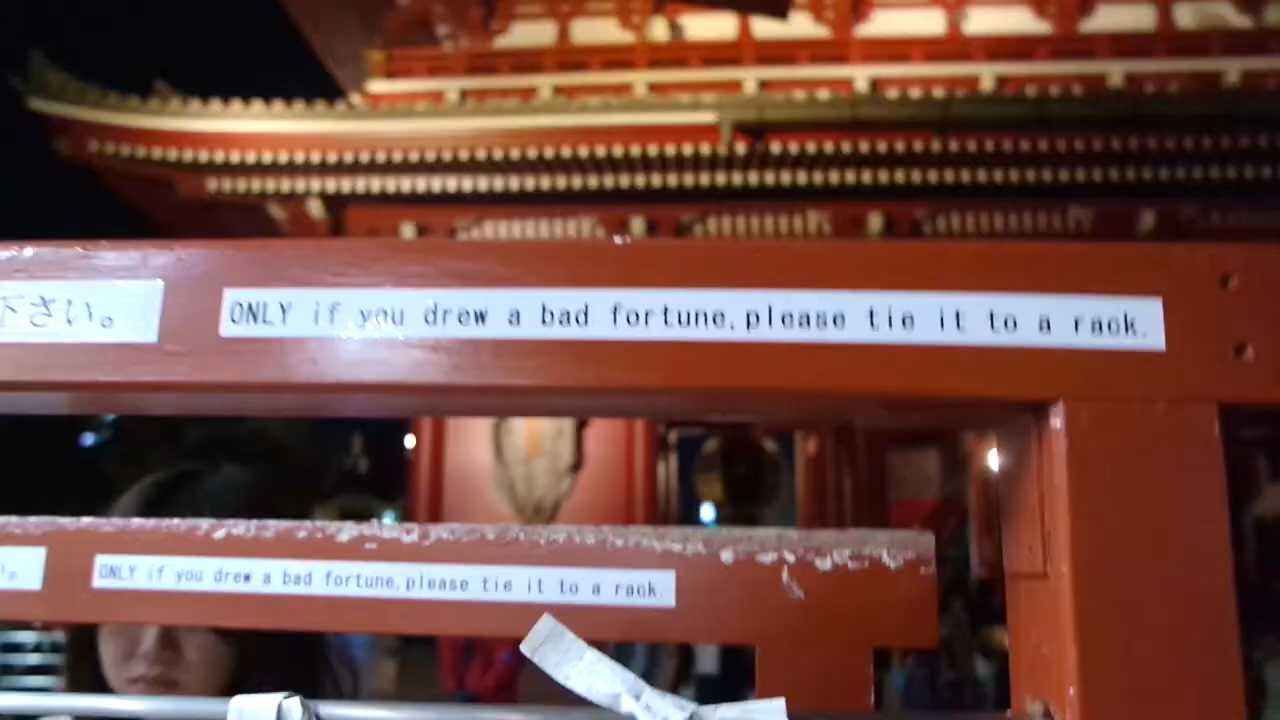 下さい。
ONLY if you drew a bad fortune,please tie it to a rack.
い。
ONLY if you drew a bad fortune,please tie it to a rack.